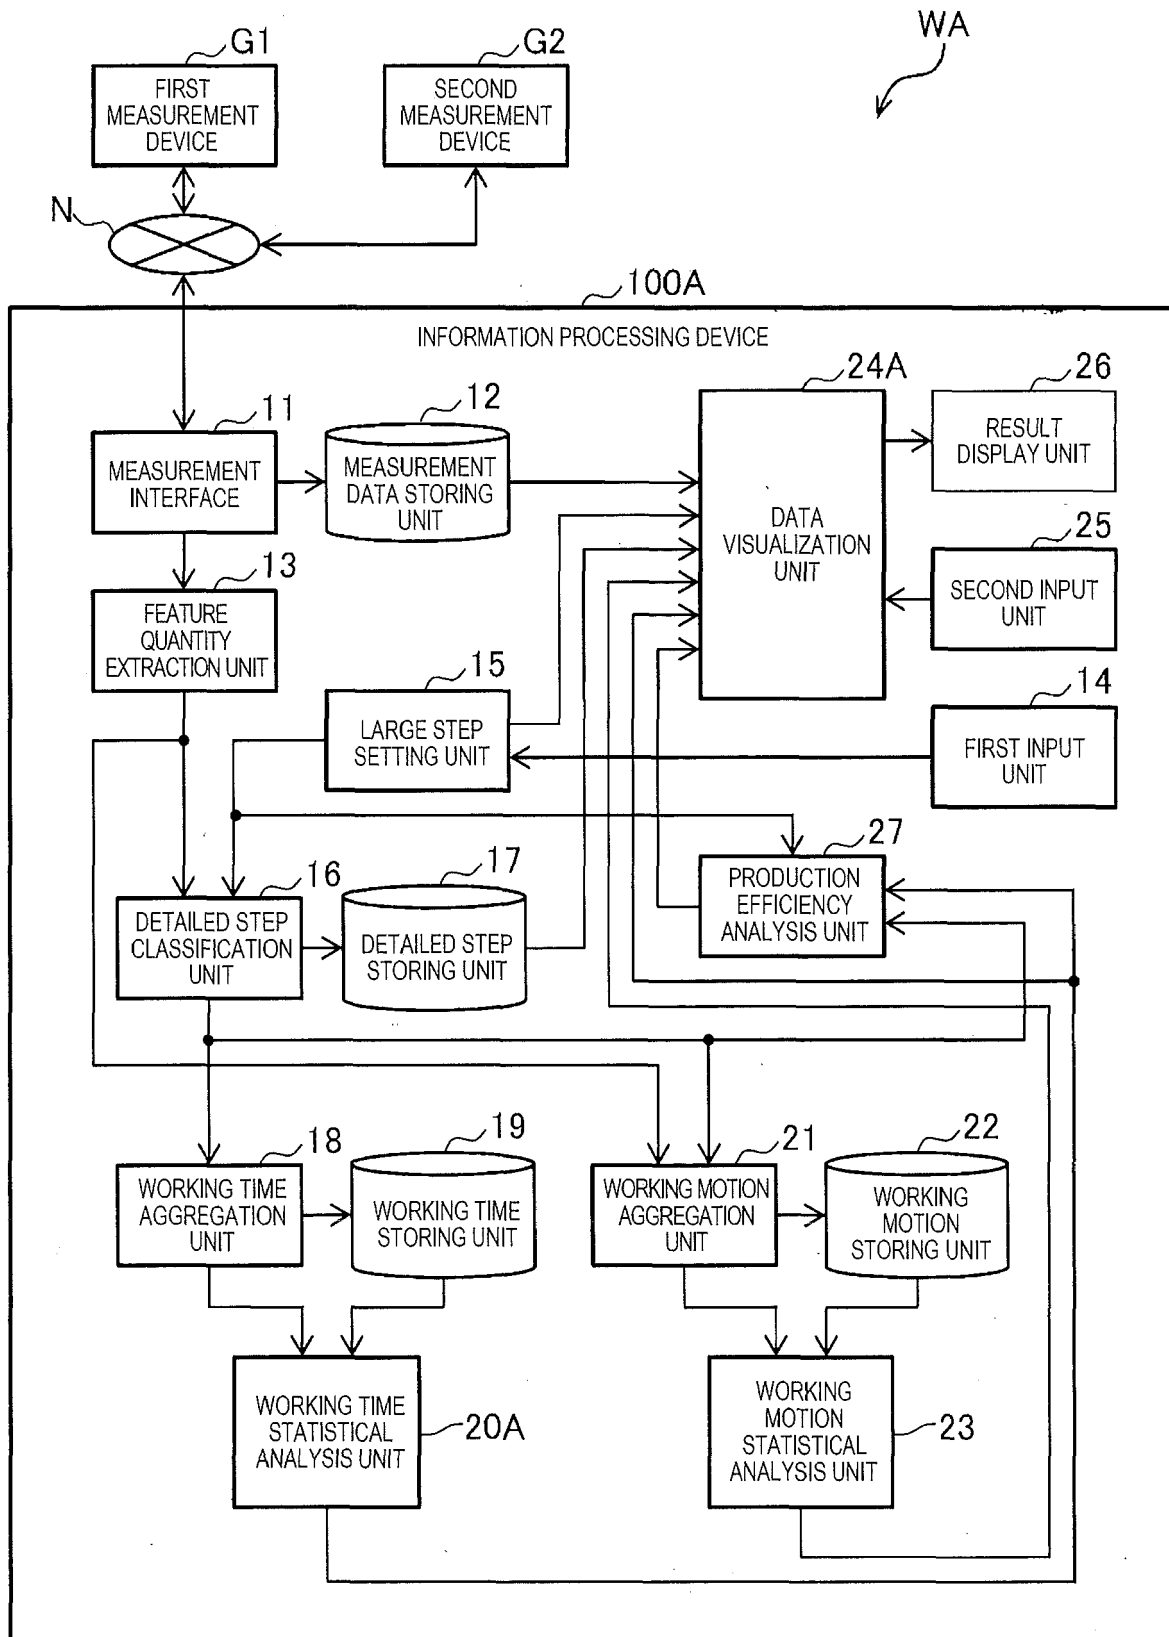 WA
G1
FIRST
MEASUREMENT
DEVICE
G2
SECOND
MEASUREMENT
DEVICE
N
100A
INFORMATION PROCESSING DEVICE
11
MEASUREMENT
INTERFACE
12
MEASUREMENT
DATA STORING
UNIT
24A
DATA
VISUALIZATION
UNIT
26
RESULT
DISPLAY UNIT
25
SECOND INPUT
UNIT
13
FEATURE
QUANTITY
EXTRACTION UNIT
15
LARGE STEP
SETTING UNIT
14
FIRST INPUT
UNIT
16
DETAILED STEP
CLASSIFICATION
UNIT
17
DETAILED STEP
STORING UNIT
27
PRODUCTION
EFFICIENCY
ANALYSIS UNIT
18
WORKING TIME
AGGREGATION
UNIT
19
WORKING TIME
STORING UNIT
21
WORKING MOTION
AGGREGATION
UNIT
22
WORKING
MOTION
STORING UNIT
WORKING TIME
STATISTICAL
ANALYSIS UNIT
20A
WORKING
MOTION
STATISTICAL
ANALYSIS UNIT
23